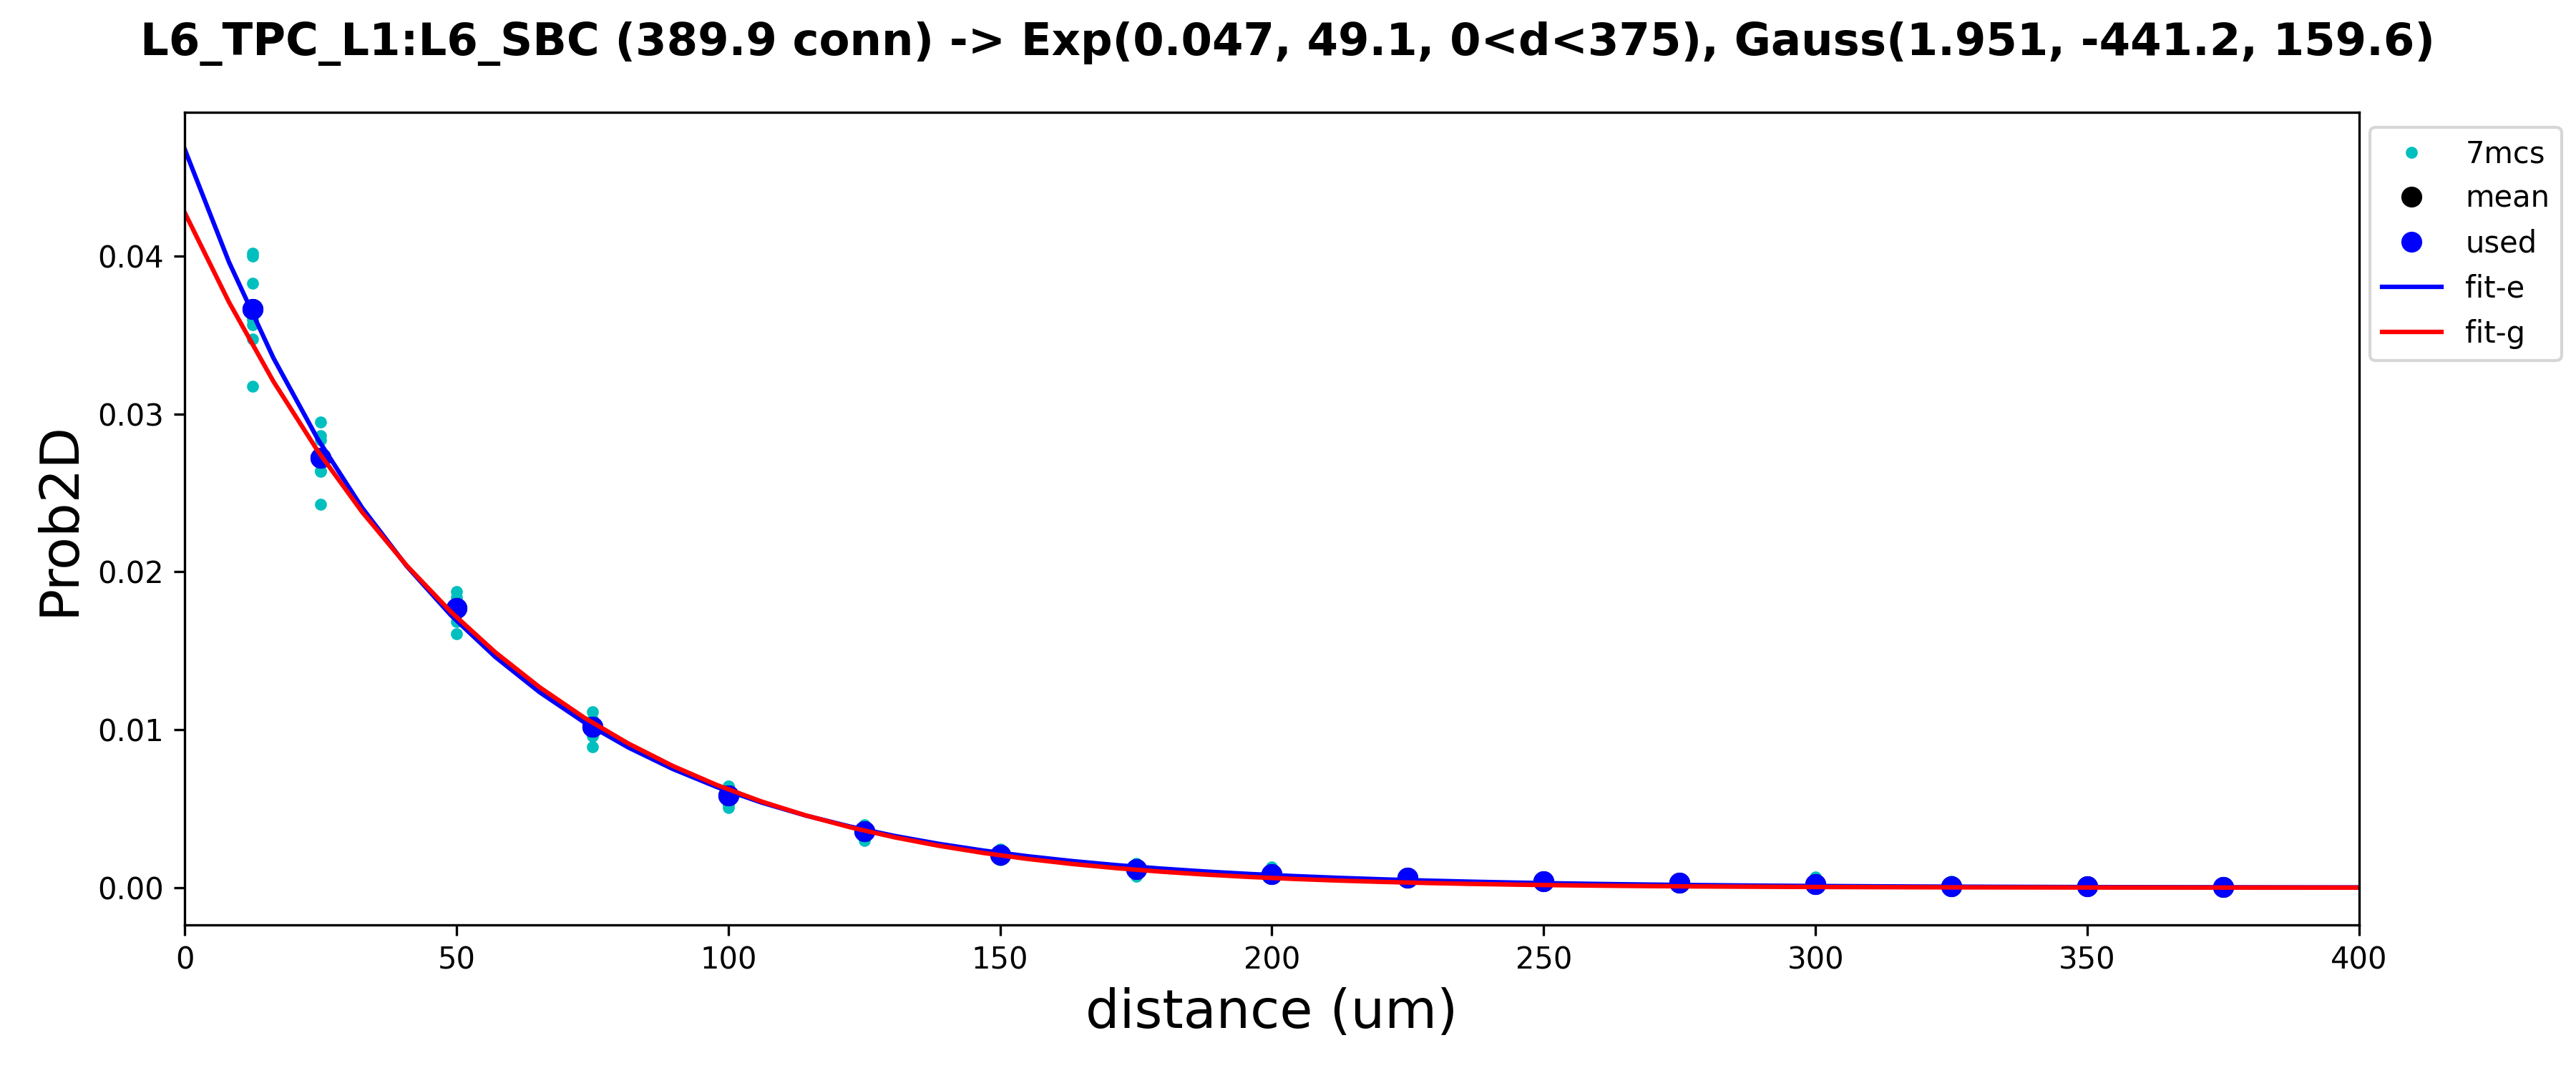 L6_TPC_L1:L6_SBC (389.9 conn) -> Exp(0.047, 49.1, 0<d<375), Gauss(1.951, -441.2, 159.6)
7mcs
mean
used
fit-e
fit-g
Prob2D
0.04
0.03
0.02
0.01
0.00
0 50 100 150 200 250 300 350 400
distance (um)